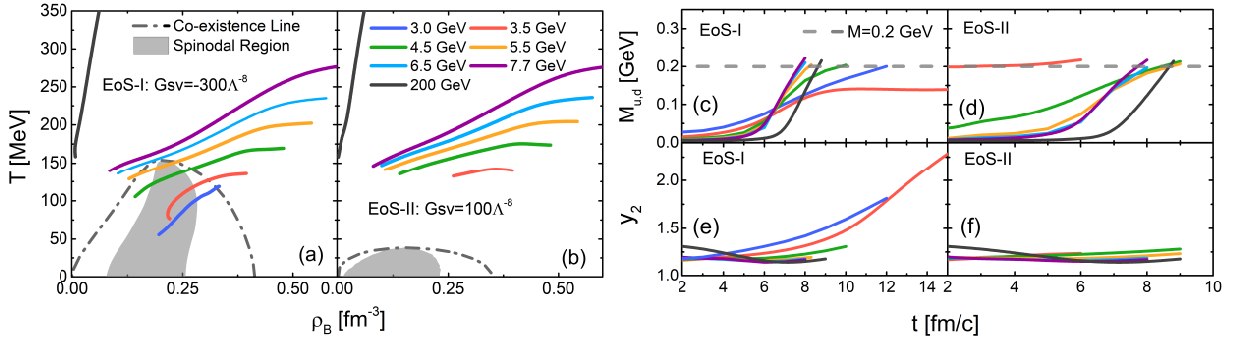 350
300
250
200
150
100
50
0
T [MeV]
Co-existence Line
Spinodal Region
EoS-I: Gsv=-300Λ⁻⁸
(a)
0.00
0.25
0.50
3.0 GeV
3.5 GeV
4.5 GeV
5.5 GeV
6.5 GeV
7.7 GeV
200 GeV
EoS-II: Gsv=100Λ⁻⁸
(b)
0.00
0.25
0.50
ρB [fm⁻³]
0.3
0.2
0.1
0.0
Mu,d [GeV]
EoS-I
M=0.2 GeV
(c)
EoS-II
(d)
2.0
1.5
1.0
y2
EoS-I
(e)
EoS-II
(f)
2
4
6
8
10
12
14
4
6
8
10
t [fm/c]